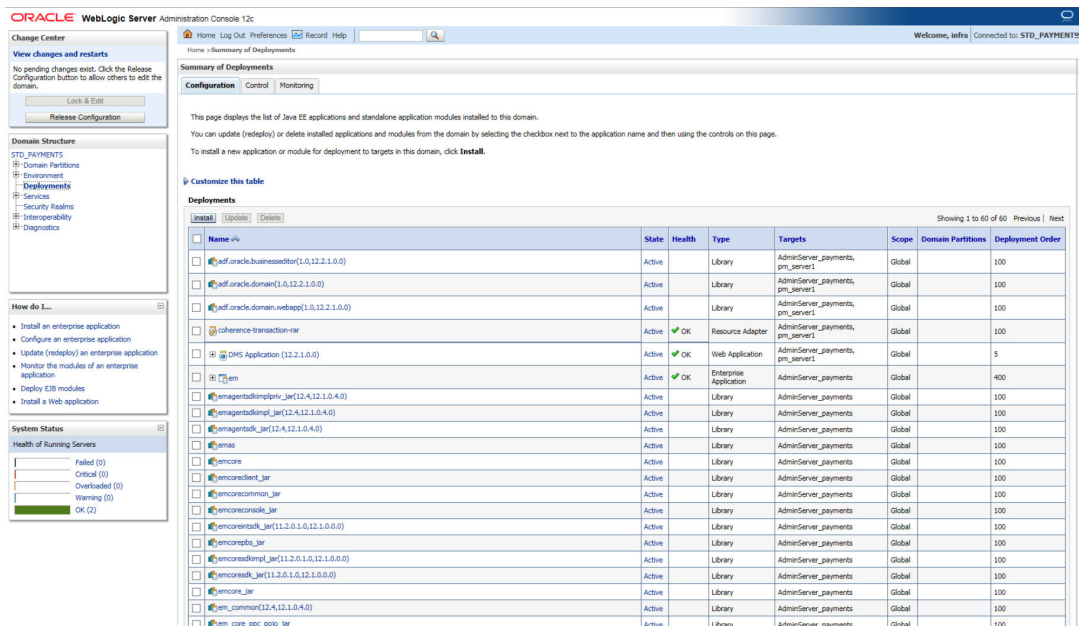 ORACLE WebLogic Server Administration Console 12c
Change Center
View changes and restarts
No pending changes exist. Click the Release
Configuration button to allow others to edit the
domain.
Lock & Edit
Release Configuration
Domain Structure
STD_PAYMENTS
Domain Partitions
Environment
Deployments
Services
Security Realms
Interoperability
Diagnostics
How do I...
Install an enterprise application
Configure an enterprise application
Update (redeploy) an enterprise application
Monitor the modules of an enterprise
application
Deploy EJB modules
Install a Web application
System Status
Health of Running Servers
Failed (0)
Critical (0)
Overloaded (0)
Warning (0)
OK (2)
Home Log Out Preferences Record Help
Welcome, infra Connected to: STD_PAYMENTS
Home >Summary of Deployments
Summary of Deployments
Configuration Control Monitoring
This page displays the list of Java EE applications and standalone application modules installed to this domain.
You can update (redeploy) or delete installed applications and modules from the domain by selecting the checkbox next to the application name and then using the controls on this page.
To install a new application or module for deployment to targets in this domain, click Install.
Customize this table
Deployments
Install Update Delete Showing 1 to 60 of 60 Previous | Next
Name State Health Type Targets Scope Domain Partitions Deployment Order
adf.oracle.businesseditor(1.0,12.2.1.0.0) Active Library AdminServer_payments, pm_server1 Global 100
adf.oracle.domain(1.0,12.2.1.0.0) Active Library AdminServer_payments, pm_server1 Global 100
adf.oracle.domain.webapp(1.0,12.2.1.0.0) Active Library AdminServer_payments, pm_server1 Global 100
coherence-transaction-rar Active OK Resource Adapter AdminServer_payments, pm_server1 Global 100
DMS Application (12.2.1.0.0) Active OK Web Application AdminServer_payments, pm_server1 Global 5
em Active OK Enterprise Application AdminServer_payments Global 400
emagentsdkimplpriv_jar(12.4,12.1.0.4.0) Active Library AdminServer_payments Global 100
emagentsdkimpl_jar(12.4,12.1.0.4.0) Active Library AdminServer_payments Global 100
emagentsdk_jar(12.4,12.1.0.4.0) Active Library AdminServer_payments Global 100
emas Active Library AdminServer_payments Global 100
emcore Active Library AdminServer_payments Global 100
emcoreclient_jar Active Library AdminServer_payments Global 100
emcorecommon_jar Active Library AdminServer_payments Global 100
emcoreconsole_jar Active Library AdminServer_payments Global 100
emcoreintsdk_jar(11.2.0.1.0,12.1.0.0.0) Active Library AdminServer_payments Global 100
emcorepbs_jar Active Library AdminServer_payments Global 100
emcoresdkimpl_jar(11.2.0.1.0,12.1.0.0.0) Active Library AdminServer_payments Global 100
emcoresdk_jar(11.2.0.1.0,12.1.0.0.0) Active Library AdminServer_payments Global 100
emcore_jar Active Library AdminServer_payments Global 100
em_common(12.4,12.1.0.4.0) Active Library AdminServer_payments Global 100
em_core_ppc_polo_jar Active Library AdminServer_payments Global 100